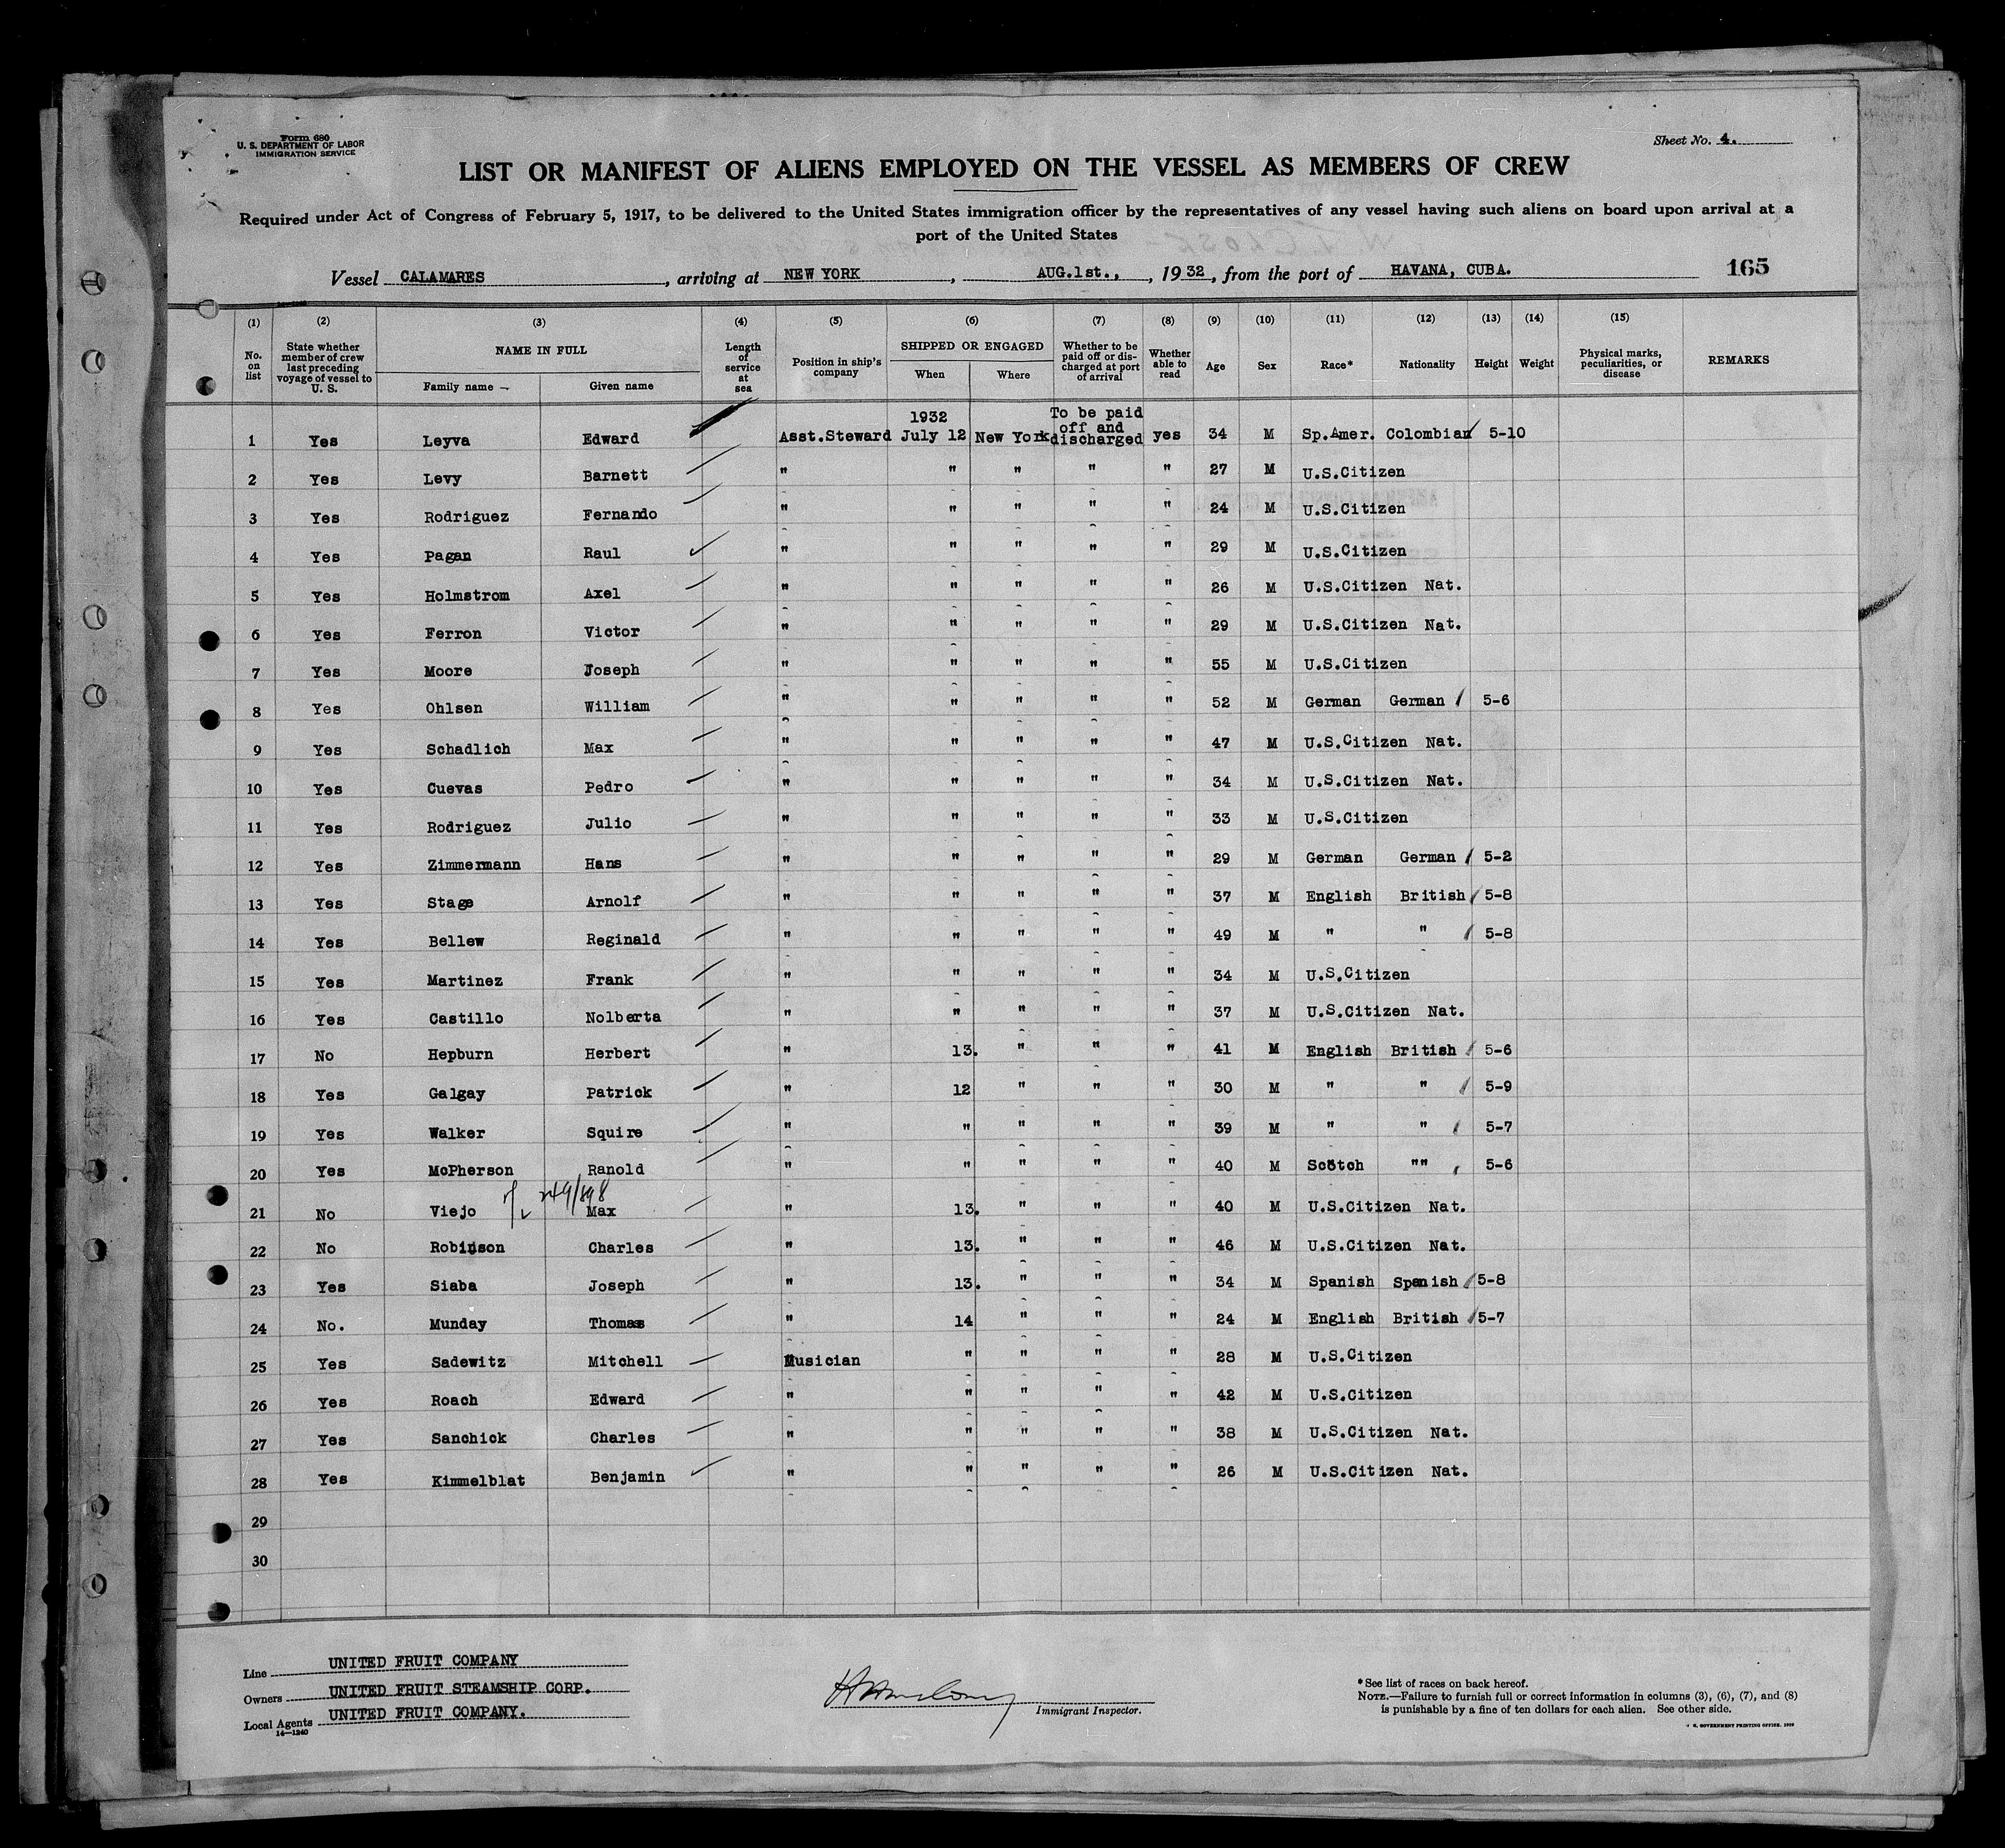 Form 680
U. S. DEPARTMENT OF LABOR
IMMIGRATION SERVICE
Sheet No. 4.
LIST OR MANIFEST OF ALIENS EMPLOYED ON THE VESSEL AS MEMBERS OF CREW
Required under Act of Congress of February 5, 1917, to be delivered to the United States immigration officer by the representatives of any vessel having such aliens on board upon arrival at a
port of the United States
Vessel CALAMARES, arriving at NEW YORK, AUG.1st., , 1932, from the port of HAVANA, CUBA. 165
(1) (2) (3) (4) (5) (6) (7) (8) (9) (10) (11) (12) (13) (14) (15)
No. on list State whether member of crew last preceding voyage of vessel to U. S. NAME IN FULL Length of service at sea Position in ship's company SHIPPED OR ENGAGED Whether to be paid off or discharged at port of arrival Whether able to read Age Sex Race* Nationality Height Weight Physical marks, peculiarities, or disease REMARKS
Family name Given name When Where
1 Yes Leyva Edward Asst.Steward 1932 July 12 New York To be paid off and discharged yes 34 M Sp.Amer. Colombian 5-10
2 Yes Levy Barnett " " " " " 27 M U.S.Citizen
3 Yes Rodriguez Fernando " " " " " 24 M U.S.Citizen
4 Yes Pagan Raul " " " " " 29 M U.S.Citizen
5 Yes Holmstrom Axel " " " " " 26 M U.S.Citizen Nat.
6 Yes Ferron Victor " " " " " 29 M U.S.Citizen Nat.
7 Yes Moore Joseph " " " " " 55 M U.S.Citizen
8 Yes Ohlsen William " " " " " 52 M German German 5-6
9 Yes Schadlich Max " " " " " 47 M U.S.Citizen Nat.
10 Yes Cuevas Pedro " " " " " 34 M U.S.Citizen Nat.
11 Yes Rodriguez Julio " " " " " 33 M U.S.Citizen
12 Yes Zimmermann Hans " " " " " 29 M German German 5-2
13 Yes Stage Arnolf " " " " " 37 M English British 5-8
14 Yes Bellew Reginald " " " " " 49 M " " 5-8
15 Yes Martinez Frank " " " " " 34 M U.S.Citizen
16 Yes Castillo Nolberta " " " " " 37 M U.S.Citizen Nat.
17 No Hepburn Herbert " 13. " " " 41 M English British 5-6
18 Yes Galgay Patrick " 12 " " " 30 M " " 5-9
19 Yes Walker Squire " " " " " 39 M " " 5-7
20 Yes McPherson Ranold " " " " " 40 M Scotch "" 5-6
21 No Viejo Max " 13. " " " 40 M U.S.Citizen Nat.
22 No Robinson Charles " 13. " " " 46 M U.S.Citizen Nat.
23 Yes Siaba Joseph " 13. " " " 34 M Spanish Spanish 5-8
24 No. Munday Thomas " 14 " " " 24 M English British 5-7
25 Yes Sadewitz Mitchell Musician " " " " 28 M U.S.Citizen
26 Yes Roach Edward " " " " " 42 M U.S.Citizen
27 Yes Sanchick Charles " " " " " 38 M U.S.Citizen Nat.
28 Yes Kimmelblat Benjamin " " " " " 26 M U.S.Citizen Nat.
29
30
Line UNITED FRUIT COMPANY
Owners UNITED FRUIT STEAMSHIP CORP.
Local Agents UNITED FRUIT COMPANY.
14—1240
Immigrant Inspector.
* See list of races on back hereof.
NOTE.—Failure to furnish full or correct information in columns (3), (6), (7), and (8)
is punishable by a fine of ten dollars for each alien. See other side.